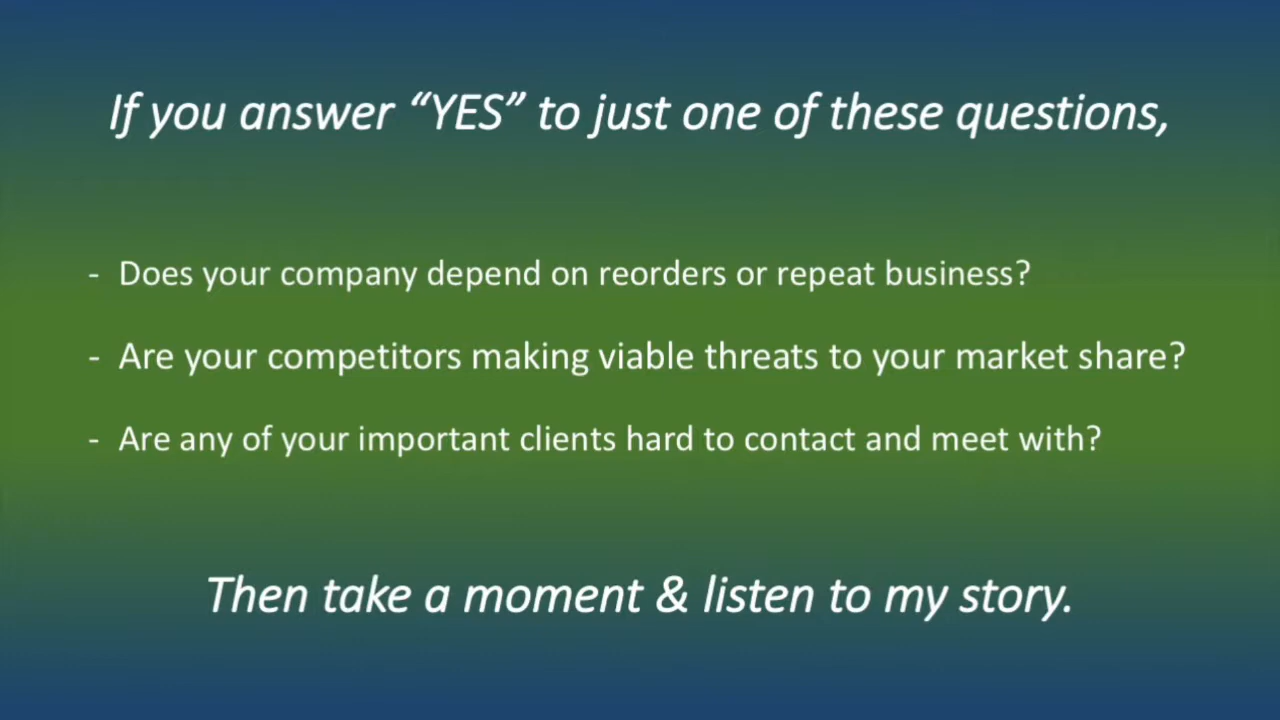 If you answer “YES” to just one of these questions,
- Does your company depend on reorders or repeat business?
- Are your competitors making viable threats to your market share?
- Are any of your important clients hard to contact and meet with?
Then take a moment & listen to my story.